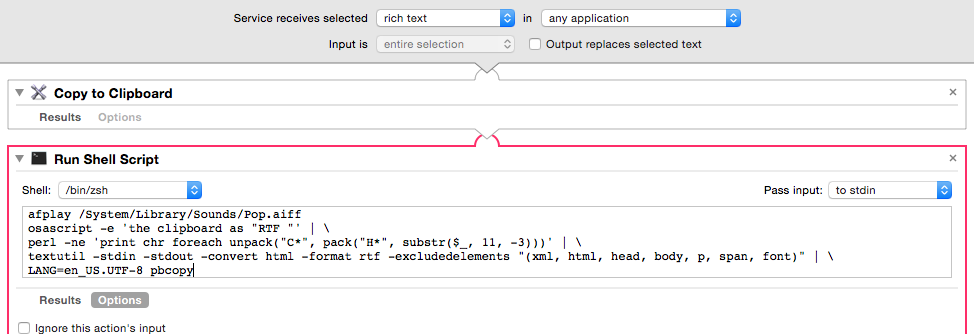 Service receives selected rich text in any application
Input is entire selection Output replaces selected text
Copy to Clipboard
Results Options
Run Shell Script
Shell: /bin/zsh Pass input: to stdin
afplay /System/Library/Sounds/Pop.aiff
osascript -e 'the clipboard as "RTF "' | \
perl -ne 'print chr foreach unpack("C*", pack("H*", substr($_, 11, -3)))' | \
textutil -stdin -stdout -convert html -format rtf -excludedelements "(xml, html, head, body, p, span, font)" | \
LANG=en_US.UTF-8 pbcopy
Results Options
Ignore this action's input